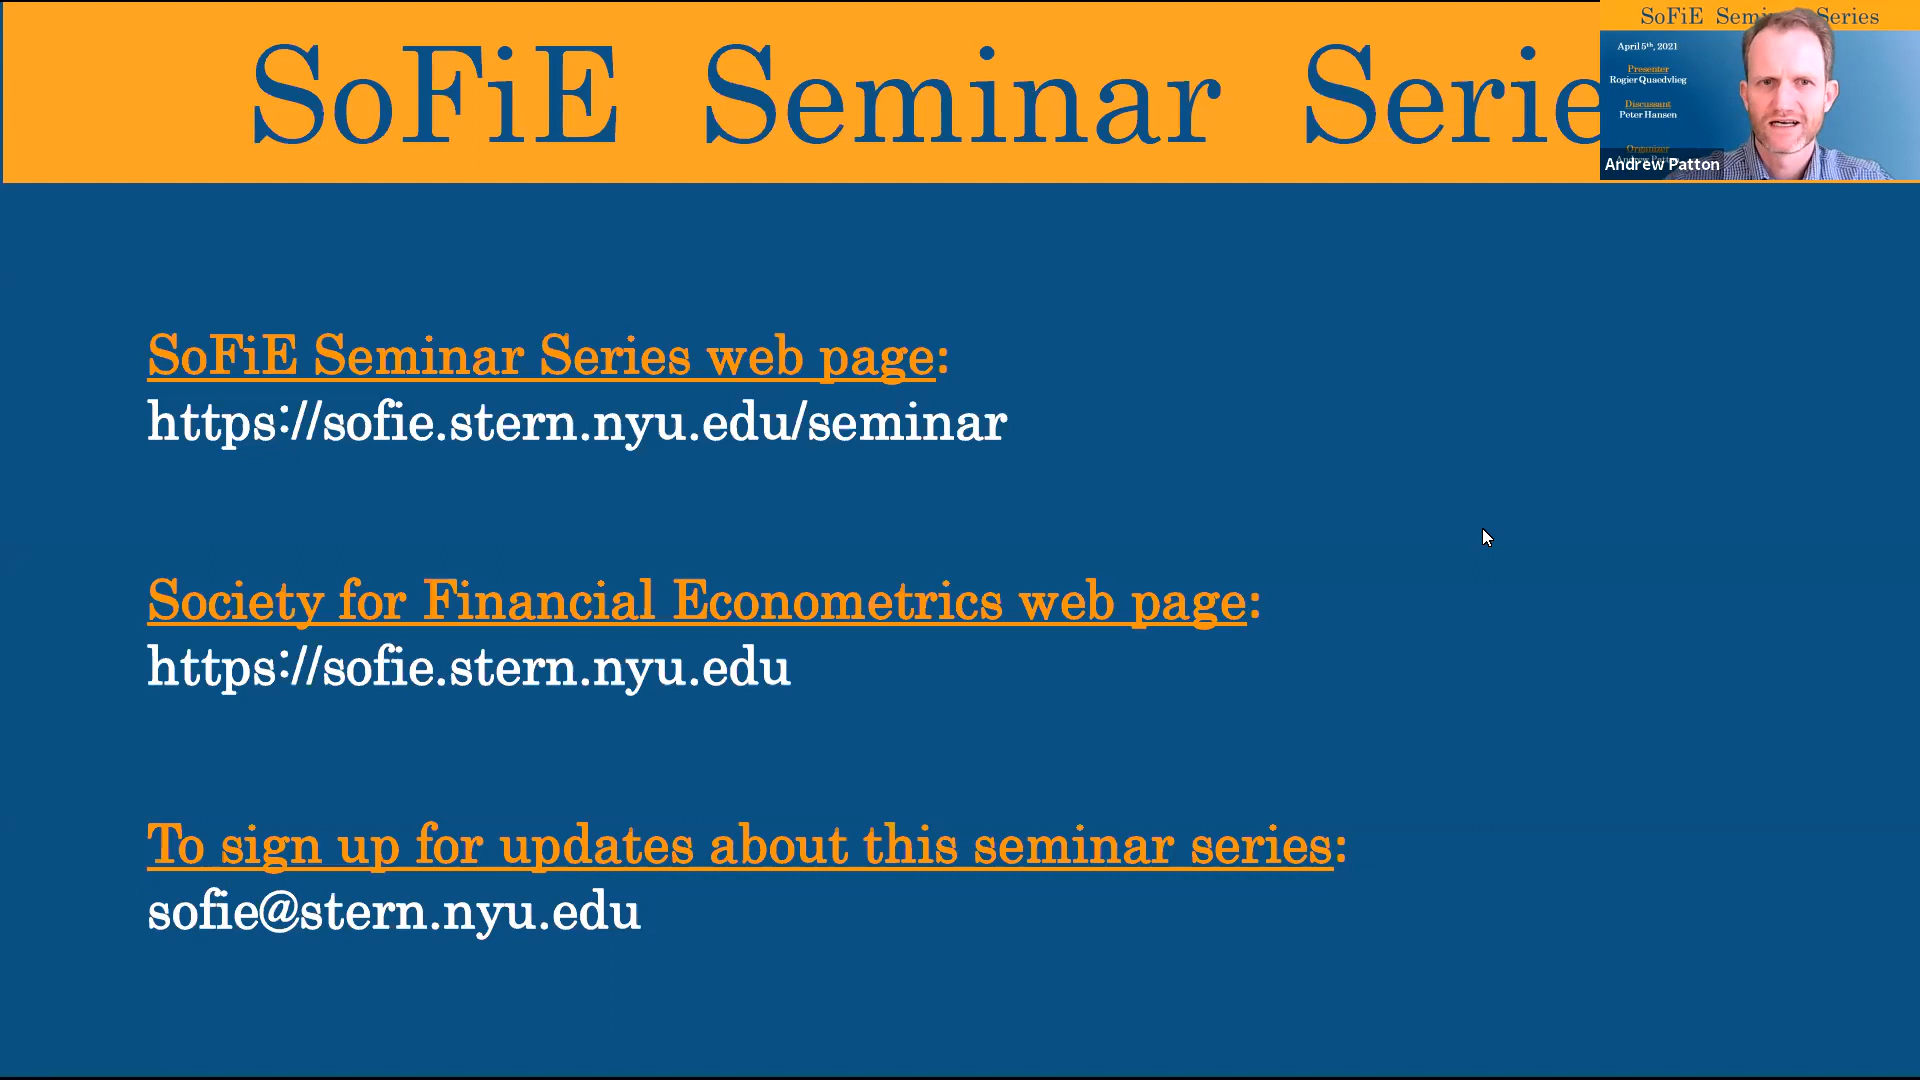 SoFiE Seminar Serie
SoFiE Semi Series
April 5th, 2021
Presenter
Rogier Quaedvlieg
Discussant
Peter Hansen
Organizer
Andrew Patton
SoFiE Seminar Series web page:
https://sofie.stern.nyu.edu/seminar
Society for Financial Econometrics web page:
https://sofie.stern.nyu.edu
To sign up for updates about this seminar series:
sofie@stern.nyu.edu